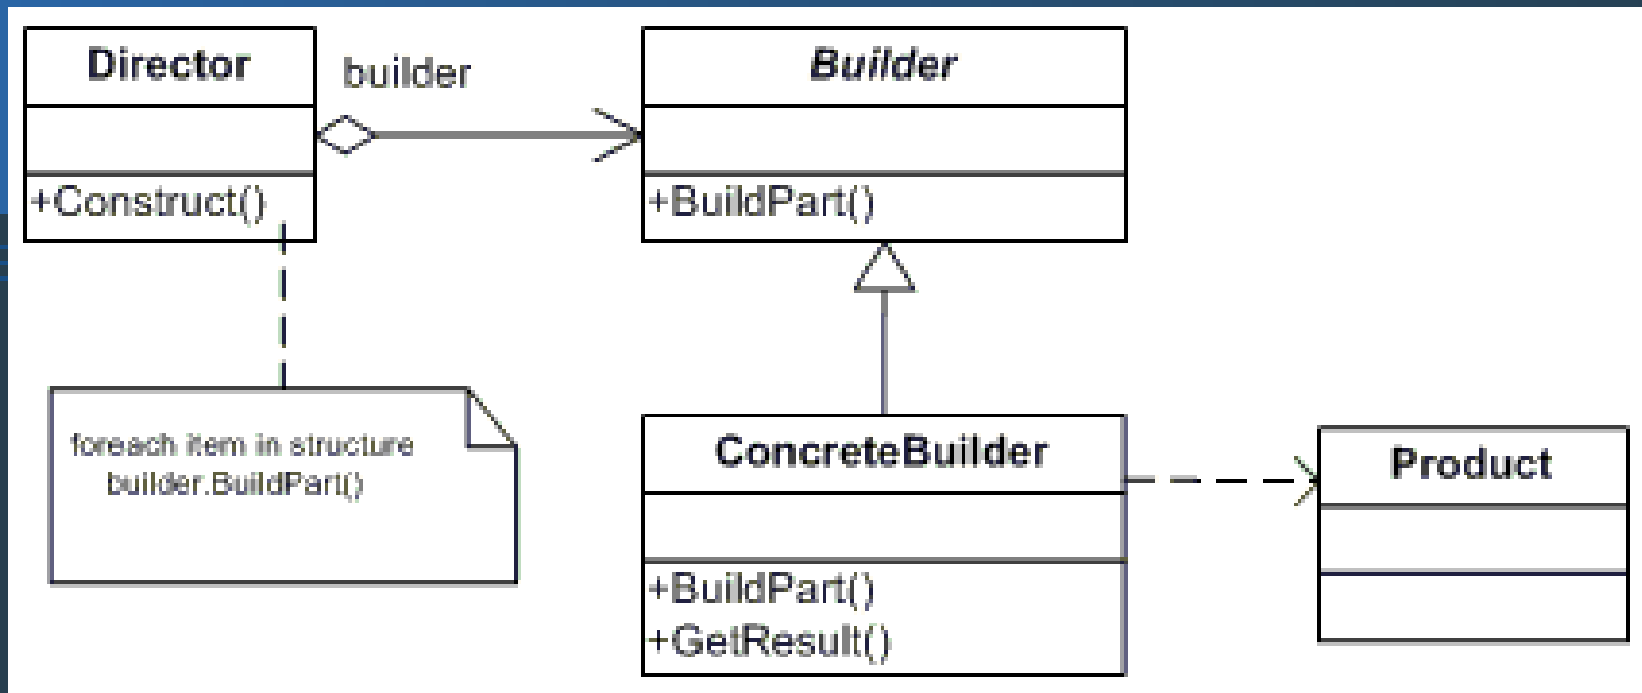 Director
builder
Builder
+Construct()
+BuildPart()
foreach item in structure
builder.BuildPart()
ConcreteBuilder
Product
+BuildPart()
+GetResult()